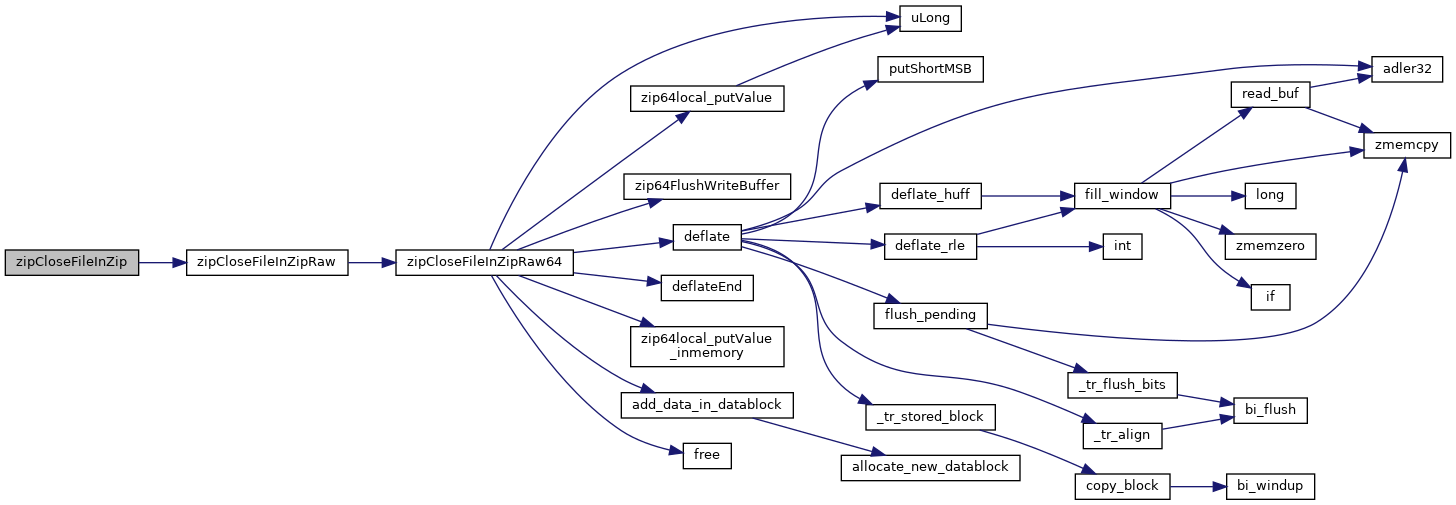 zipCloseFileInZip
zipCloseFileInZipRaw
zipCloseFileInZipRaw64
uLong
zip64local_putValue
zip64FlushWriteBuffer
deflate
deflateEnd
zip64local_putValue
_inmemory
add_data_in_datablock
free
putShortMSB
deflate_huff
deflate_rle
flush_pending
_tr_stored_block
allocate_new_datablock
fill_window
int
_tr_flush_bits
_tr_align
copy_block
read_buf
long
zmemzero
if
bi_flush
bi_windup
adler32
zmemcpy